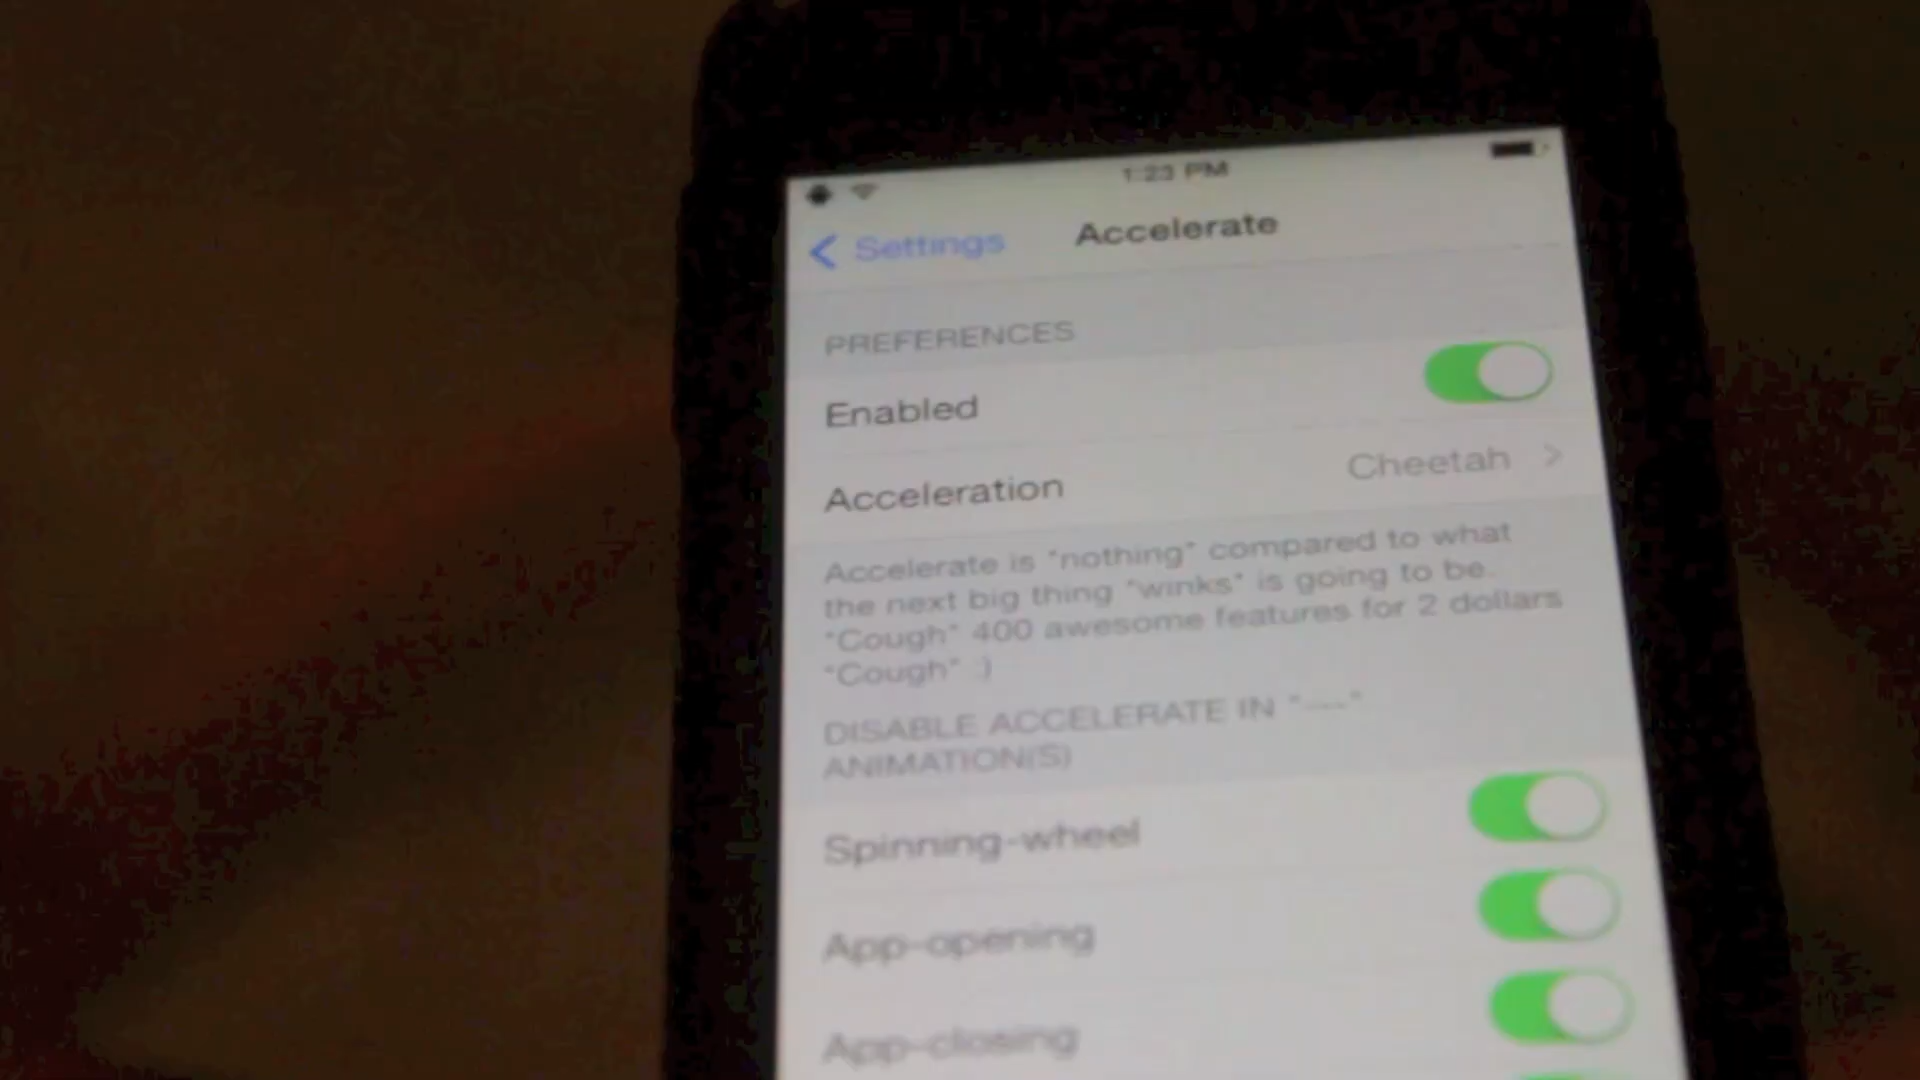 1:23 PM
Settings
Accelerate
PREFERENCES
Enabled
Acceleration
Cheetah
Accelerate is "nothing" compared to what
the next big thing "winks" is going to be.
"Cough" 400 awesome features for 2 dollars
"Cough" :)
DISABLE ACCELERATE IN "---"
ANIMATION(S)
Spinning-wheel
App-opening
App-closing